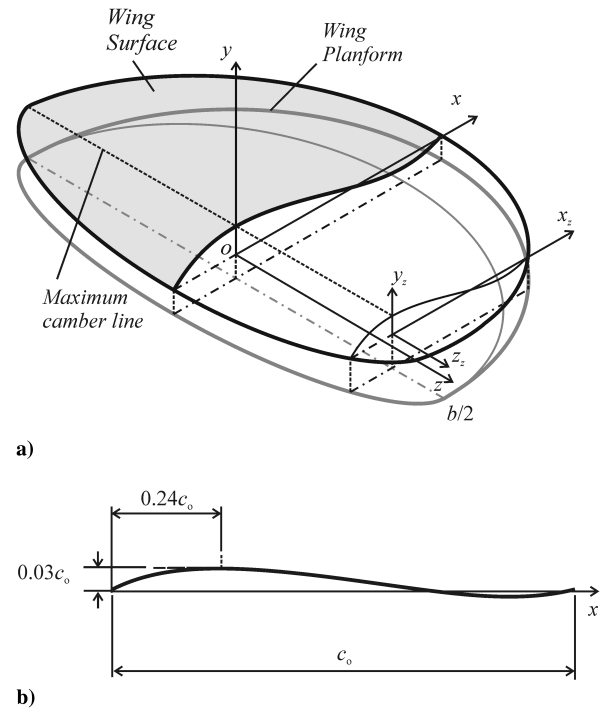 Wing
Surface
Wing
Planform
y
x
x_z
o
y_z
Maximum
camber line
z_z
z
b/2
a)
0.24c_o
0.03c_o
x
c_o
b)